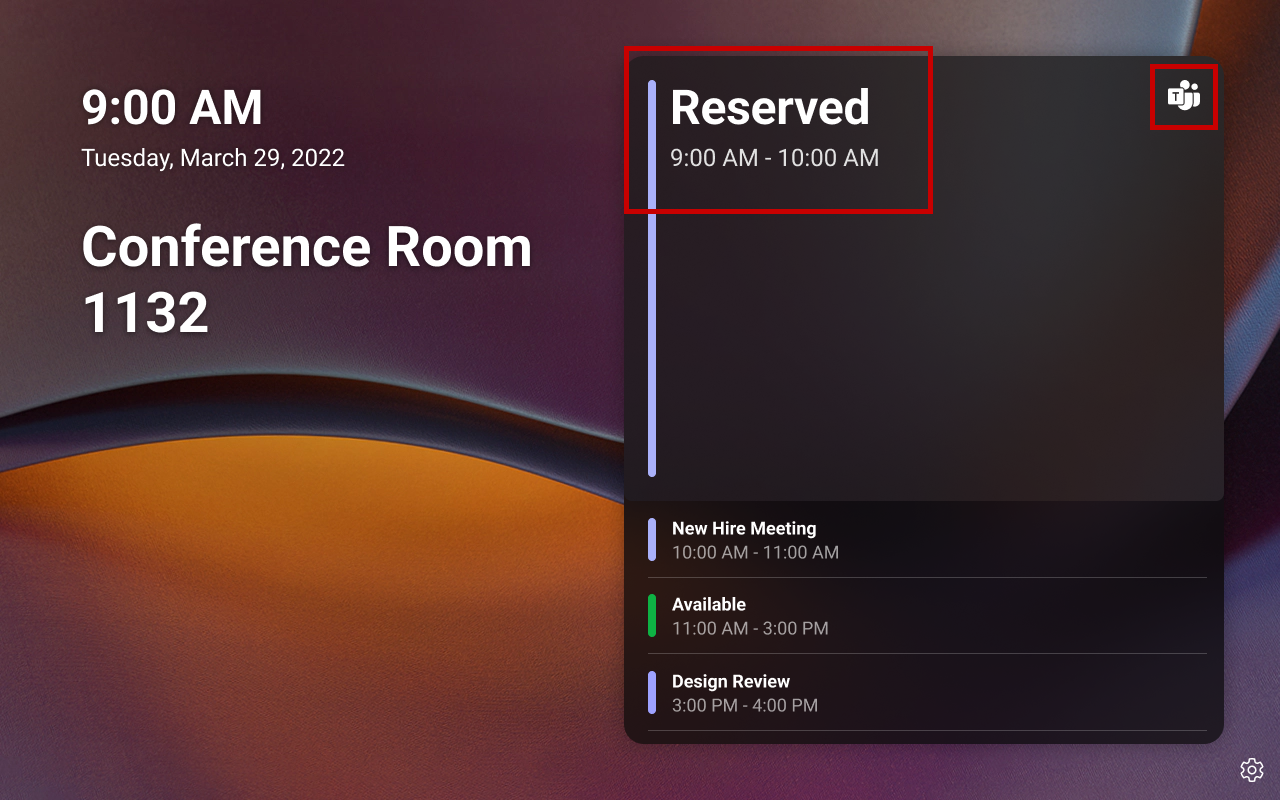 9:00 AM
Tuesday, March 29, 2022
Conference Room
1132
Reserved
9:00 AM - 10:00 AM
T
New Hire Meeting
10:00 AM - 11:00 AM
Available
11:00 AM - 3:00 PM
Design Review
3:00 PM - 4:00 PM